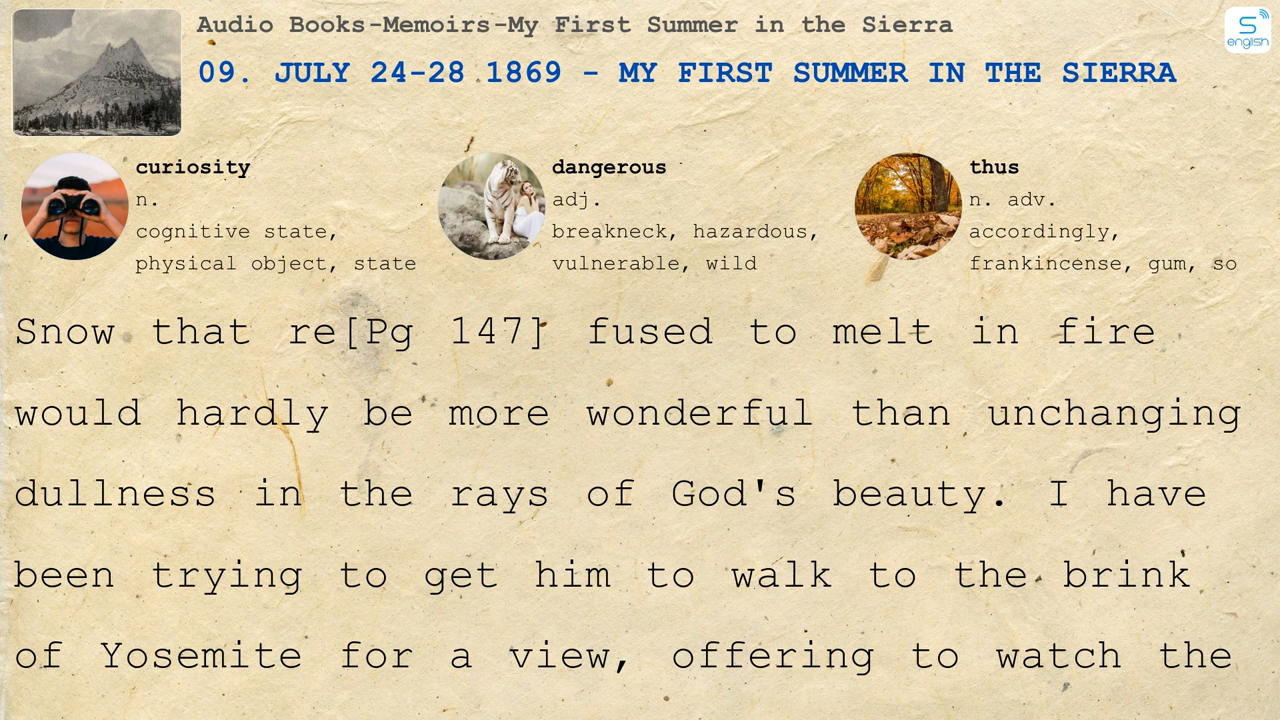 Audio Books-Memoirs-My First Summer in the Sierra
09. JULY 24-28 1869 - MY FIRST SUMMER IN THE SIERRA
S
english
curiosity
n.
cognitive state,
physical object, state
dangerous
adj.
breakneck, hazardous,
vulnerable, wild
thus
n. adv.
accordingly,
frankincense, gum, so
Snow that re[Pg 147] fused to melt in fire
would hardly be more wonderful than unchanging
dullness in the rays of God's beauty. I have
been trying to get him to walk to the brink
of Yosemite for a view, offering to watch the